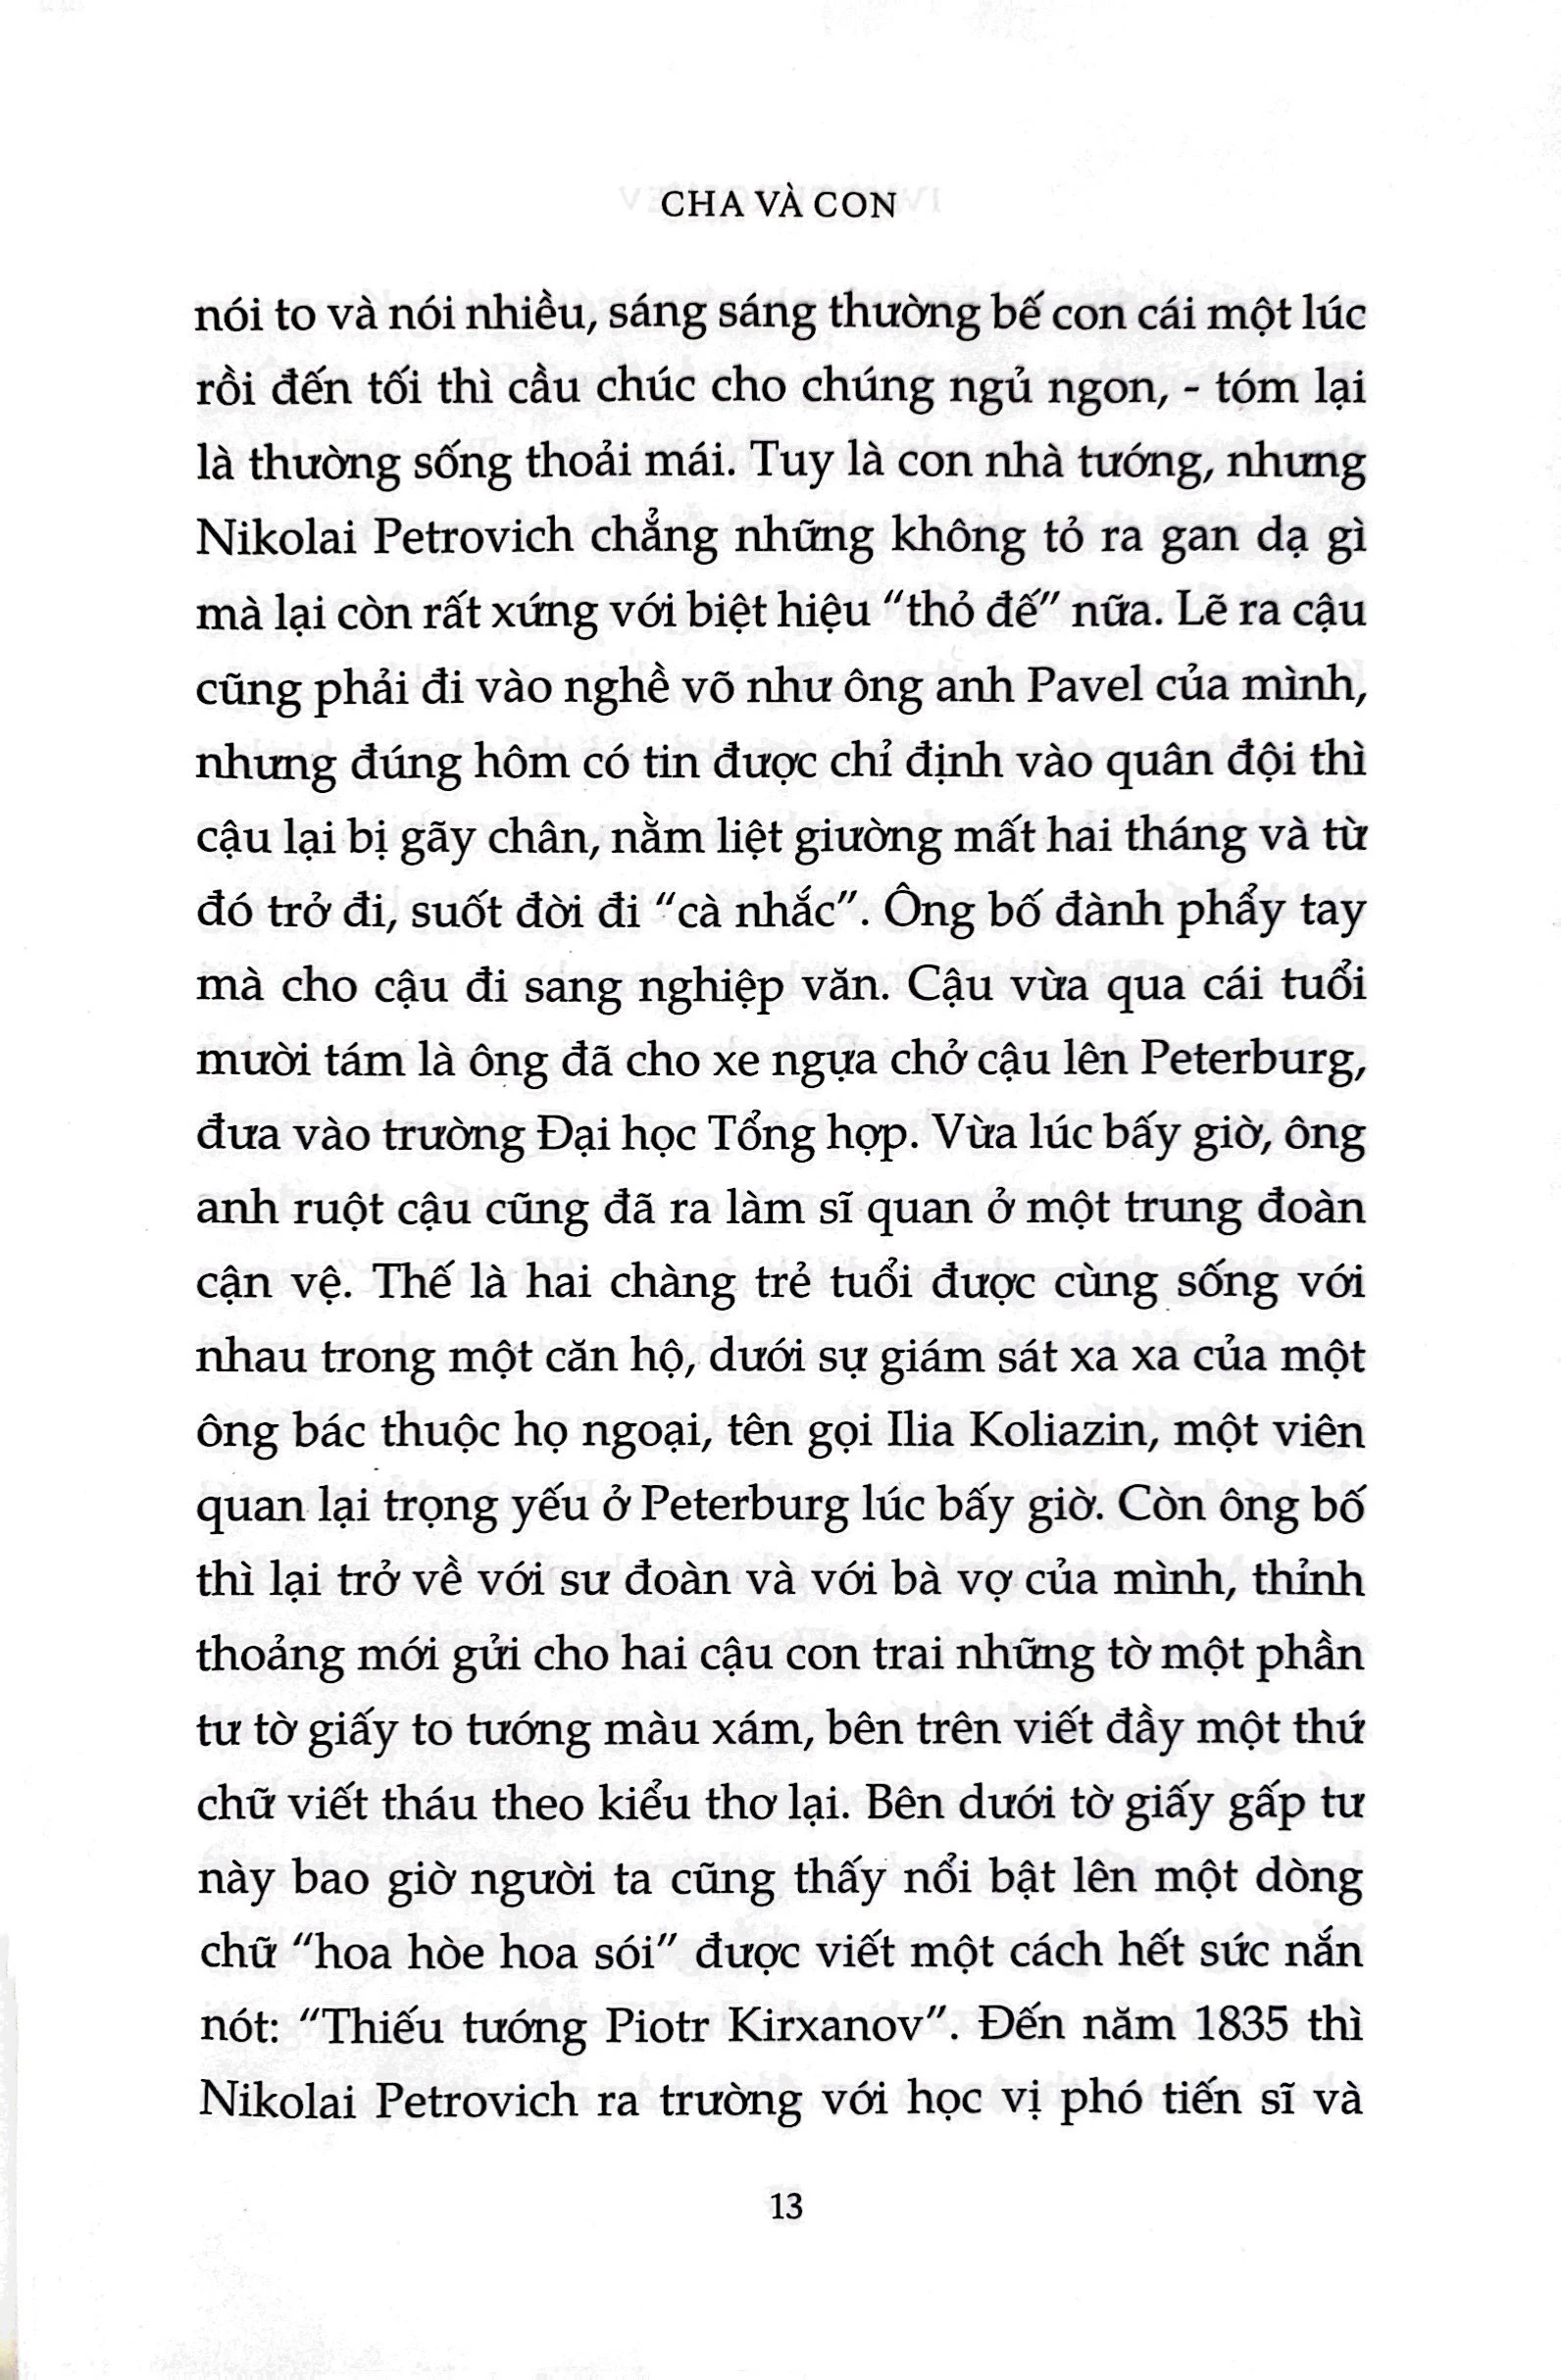 CHA VÀ CON
nói to và nói nhiều, sáng sáng thường bế con cái một lúc
rồi đến tối thì cầu chúc cho chúng ngủ ngon, - tóm lại
là thường sống thoải mái. Tuy là con nhà tướng, nhưng
Nikolai Petrovich chẳng những không tỏ ra gan dạ gì
mà lại còn rất xứng với biệt hiệu “thỏ đế” nữa. Lẽ ra cậu
cũng phải đi vào nghề võ như ông anh Pavel của mình,
nhưng đúng hôm có tin được chỉ định vào quân đội thì
cậu lại bị gãy chân, nằm liệt giường mất hai tháng và từ
đó trở đi, suốt đời đi “cà nhắc”. Ông bố đành phẩy tay
mà cho cậu đi sang nghiệp văn. Cậu vừa qua cái tuổi
mười tám là ông đã cho xe ngựa chở cậu lên Peterburg,
đưa vào trường Đại học Tổng hợp. Vừa lúc bấy giờ, ông
anh ruột cậu cũng đã ra làm sĩ quan ở một trung đoàn
cận vệ. Thế là hai chàng trẻ tuổi được cùng sống với
nhau trong một căn hộ, dưới sự giám sát xa xa của một
ông bác thuộc họ ngoại, tên gọi Ilia Koliazin, một viên
quan lại trọng yếu ở Peterburg lúc bấy giờ. Còn ông bố
thì lại trở về với sư đoàn và với bà vợ của mình, thỉnh
thoảng mới gửi cho hai cậu con trai những tờ một phần
tư tờ giấy to tướng màu xám, bên trên viết đầy một thứ
chữ viết tháu theo kiểu thơ lại. Bên dưới tờ giấy gấp tư
này bao giờ người ta cũng thấy nổi bật lên một dòng
chữ “hoa hòe hoa sói” được viết một cách hết sức nắn
nót: “Thiếu tướng Piotr Kirxanov”. Đến năm 1835 thì
Nikolai Petrovich ra trường với học vị phó tiến sĩ và
13